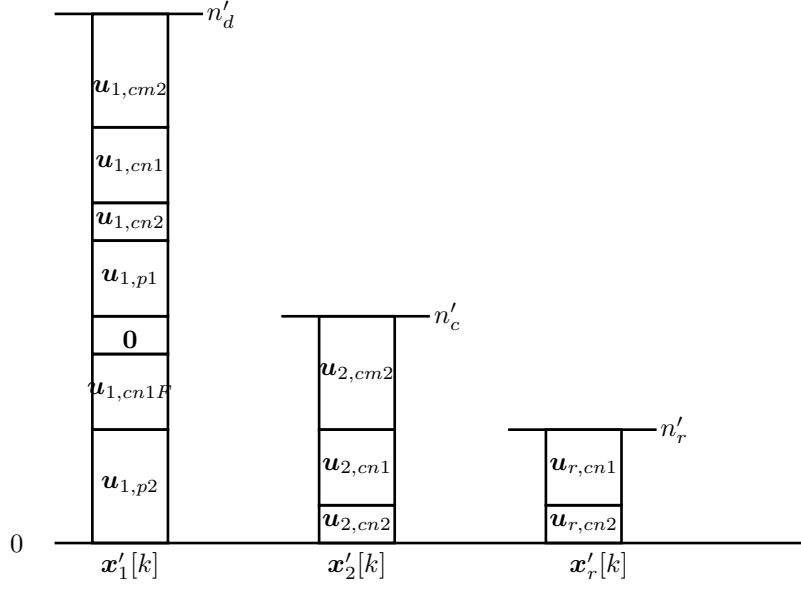 n′_d
u_{1,cm2}
u_{1,cn1}
u_{1,cn2}
u_{1,p1}
0
u_{1,cn1F}
u_{1,p2}
n′_c
u_{2,cm2}
u_{2,cn1}
u_{2,cn2}
n′_r
u_{r,cn1}
u_{r,cn2}
0
x′_1[k]
x′_2[k]
x′_r[k]